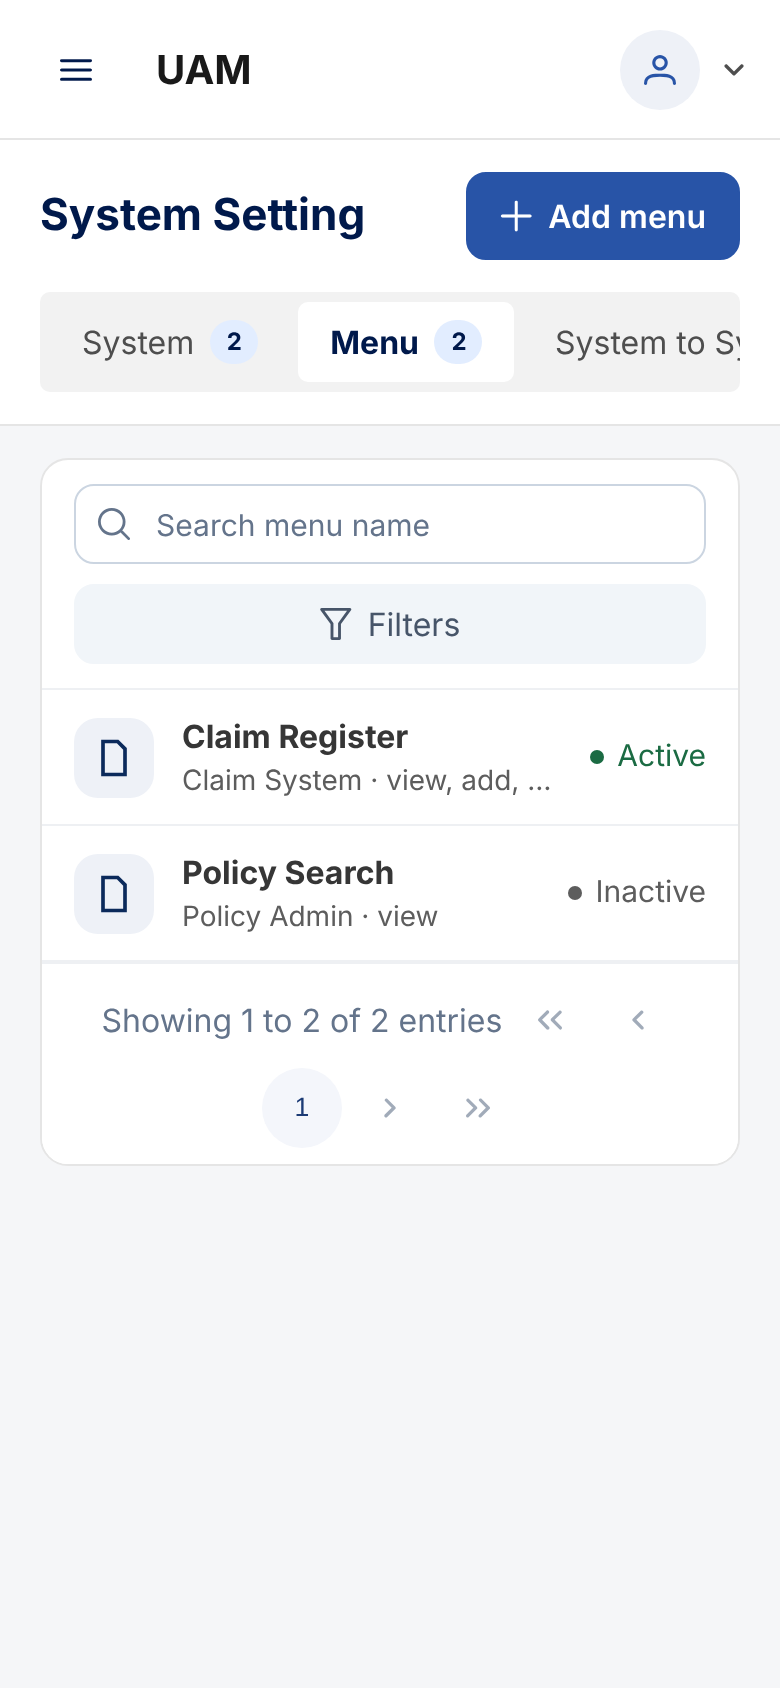 UAM
System Setting
Add menu
System 2
Menu 2
System to Sy
Search menu name
Filters
Claim Register
Claim System · view, add, ...
Active
Policy Search
Policy Admin · view
Inactive
Showing 1 to 2 of 2 entries
1